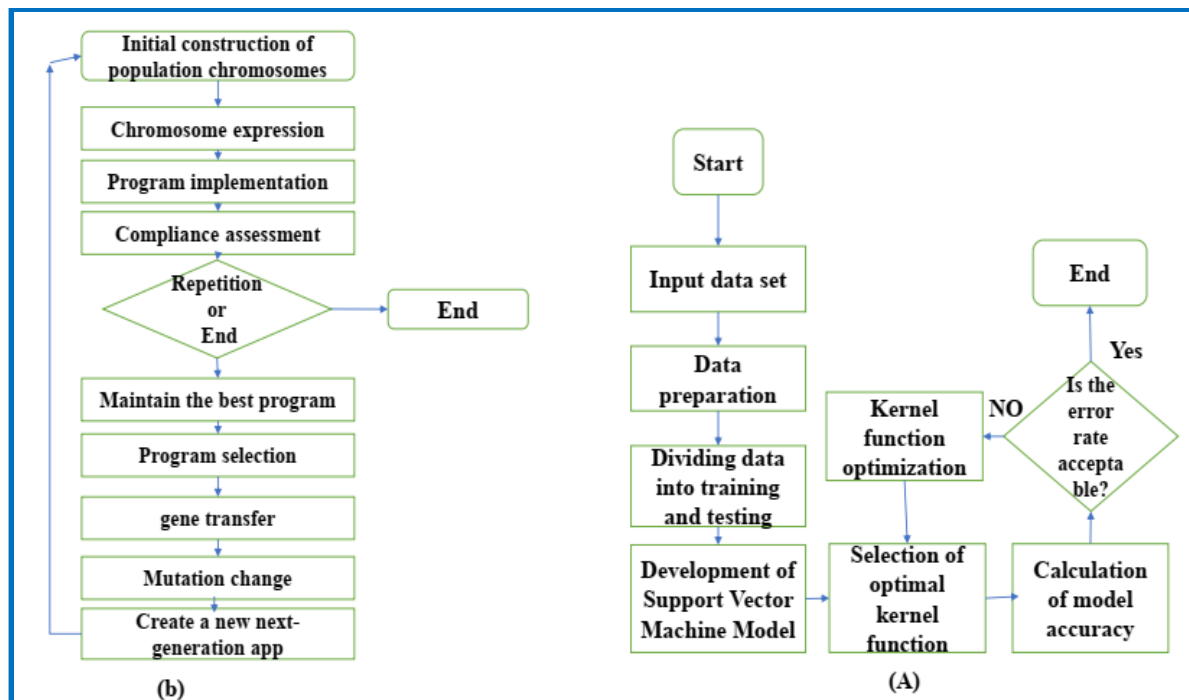 Initial construction of
population chromosomes
Chromosome expression
Program implementation
Compliance assessment
Repetition
or
End
End
Maintain the best program
Program selection
gene transfer
Mutation change
Create a new next-
generation app
(b)
Start
Input data set
Data
preparation
Dividing data
into training
and testing
Development of
Support Vector
Machine Model
Selection of
optimal
kernel
function
Kernel
function
optimization
Calculation
of model
accuracy
Is the
error
rate
accepta
ble?
NO
Yes
End
(A)